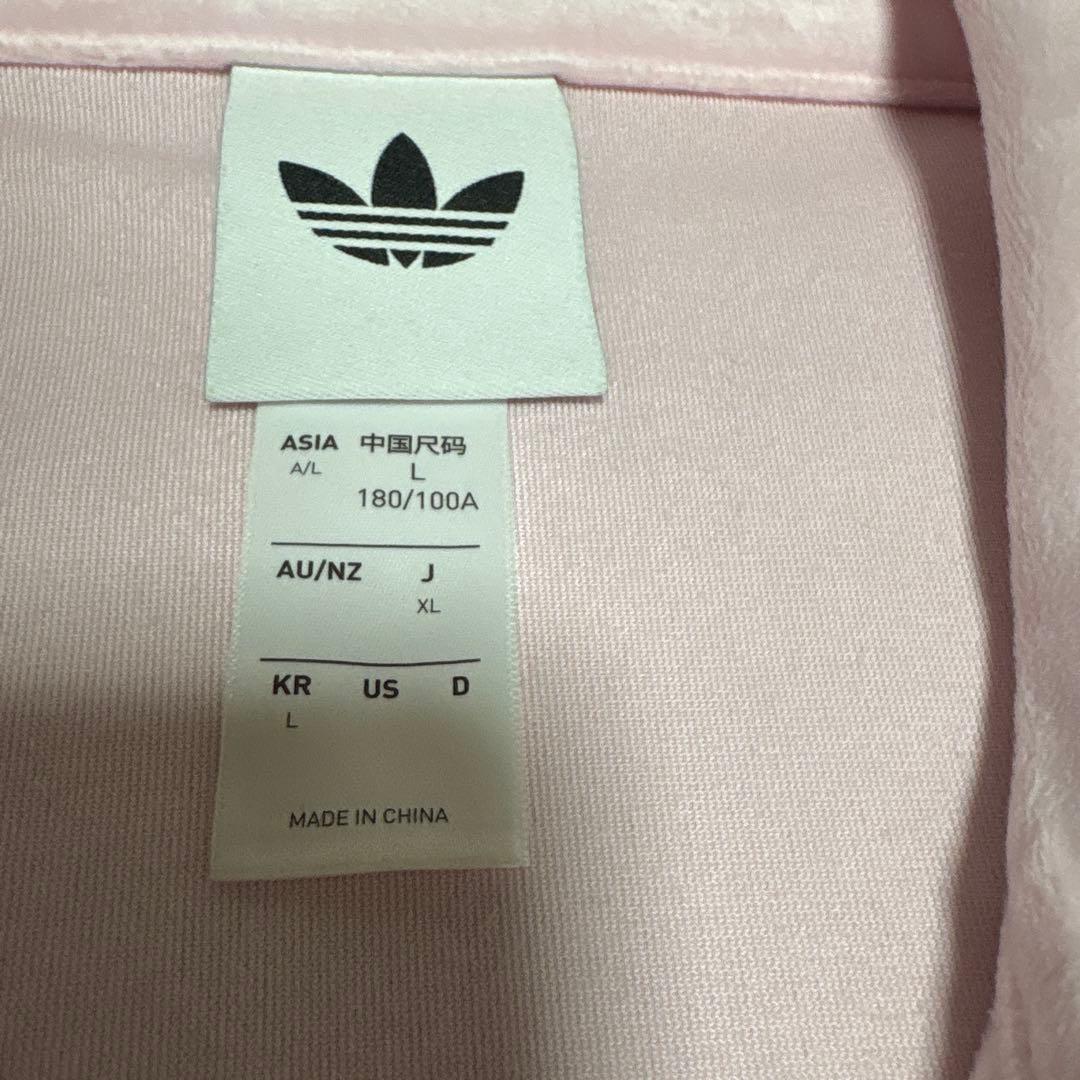 ASIA 中国尺码
A/L L
180/100A
AU/NZ J
XL
KR US D
L
MADE IN CHINA